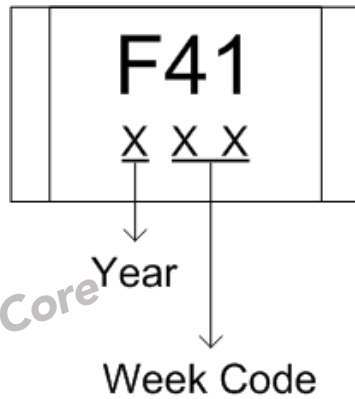 F41
X X X
Year
Core
Week Code